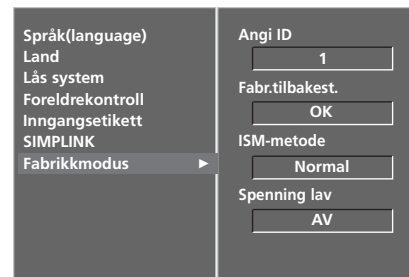 Språk(language)
Land
Lås system
Foreldrekontroll
Inngangsetikett
SIMPLINK
Fabrikkmodus
Angi ID
1
Fabr.tilbakest.
OK
ISM-metode
Normal
Spenning lav
AV